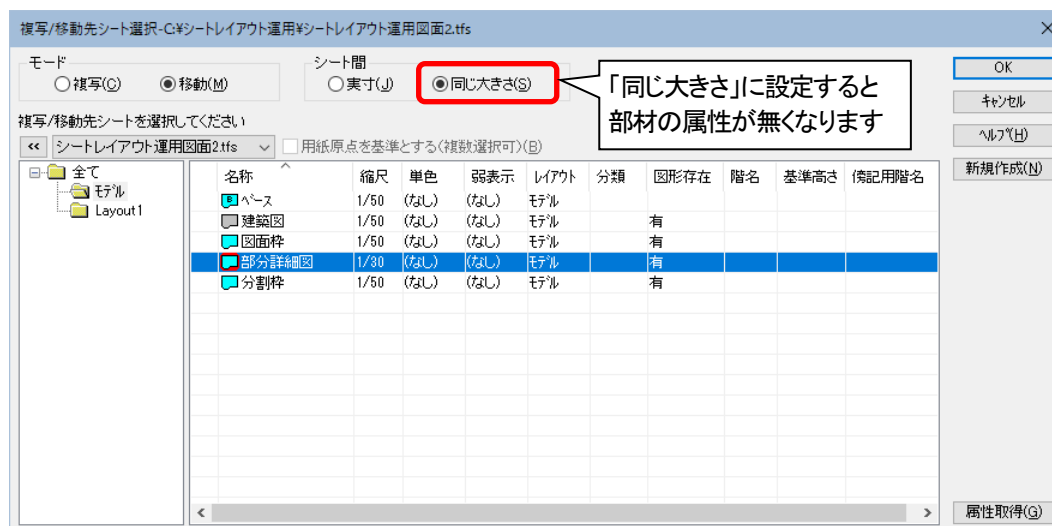 複写/移動先シート選択-C:¥シートレイアウト運用¥シートレイアウト運用図面2.tfs
モード
複写(C) 移動(M)
シート間
実寸(J) 同じ大きさ(S)
「同じ大きさ」に設定すると
部材の属性が無くなります
OK
キャンセル
ヘルプ(H)
新規作成(N)
複写/移動先シートを選択してください
<< シートレイアウト運用図面2.tfs 用紙原点を基準とする(複数選択可)(B)
全て
モデル
Layout1
名称 縮尺 単色 弱表示 レイアウト 分類 図形存在 階名 基準高さ 傍記用階名
B ベース 1/50 (なし) (なし) モデル
建築図 1/50 (なし) (なし) モデル 有
図面枠 1/50 (なし) (なし) モデル 有
部分詳細図 1/30 (なし) (なし) モデル 有
分割枠 1/50 (なし) (なし) モデル 有
属性取得(G)